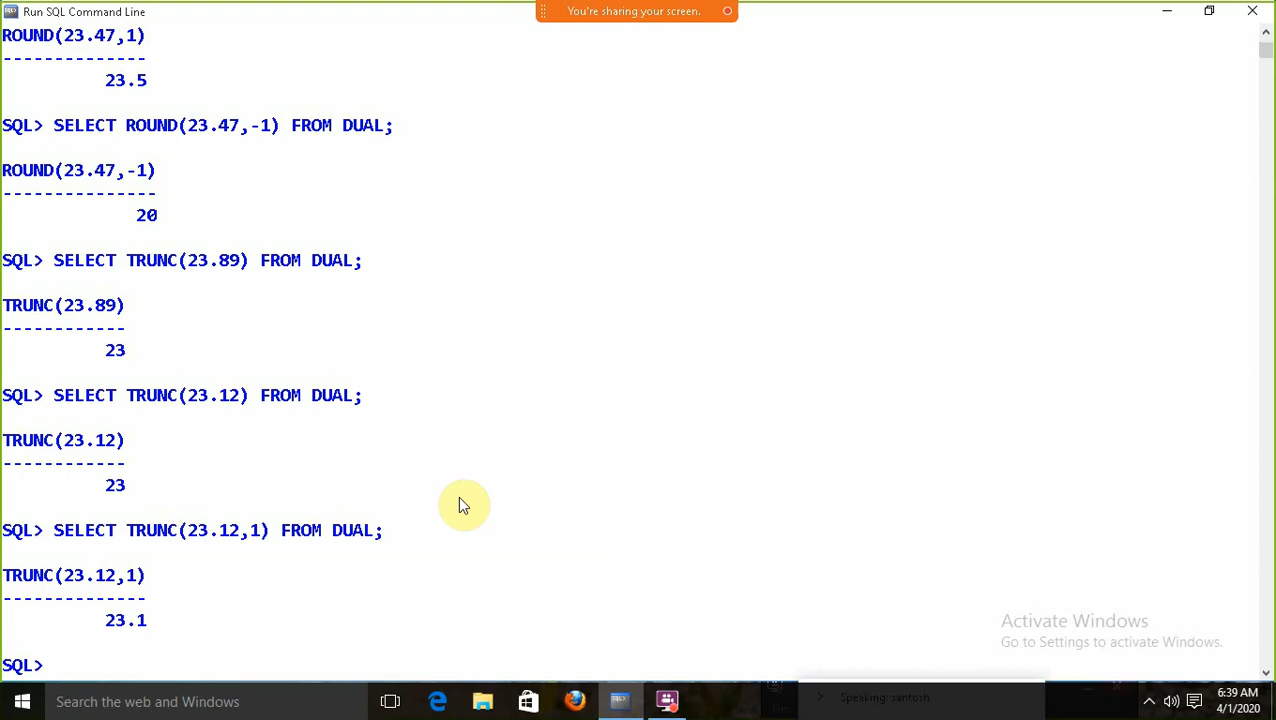 Run SQL Command Line
You're sharing your screen.
ROUND(23.47,1)
--------------
23.5
SQL> SELECT ROUND(23.47,-1) FROM DUAL;
ROUND(23.47,-1)
---------------
20
SQL> SELECT TRUNC(23.89) FROM DUAL;
TRUNC(23.89)
------------
23
SQL> SELECT TRUNC(23.12) FROM DUAL;
TRUNC(23.12)
------------
23
SQL> SELECT TRUNC(23.12,1) FROM DUAL;
TRUNC(23.12,1)
--------------
23.1
SQL>
Activate Windows
Go to Settings to activate Windows.
Search the web and Windows
Speaking: santosh
6:39 AM
4/1/2020